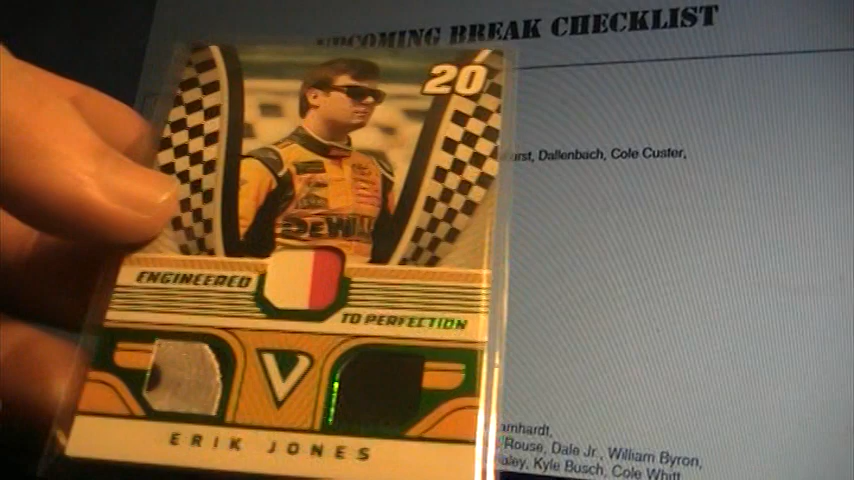 UPCOMING BREAK CHECKLIST
Dallenbach, Cole Custer,
20
DEWALT
ENGINEERED
TO PERFECTION
V
ERIK JONES
Rouse, Dale Jr., William Byron,
Kyle Busch, Cole Whitt